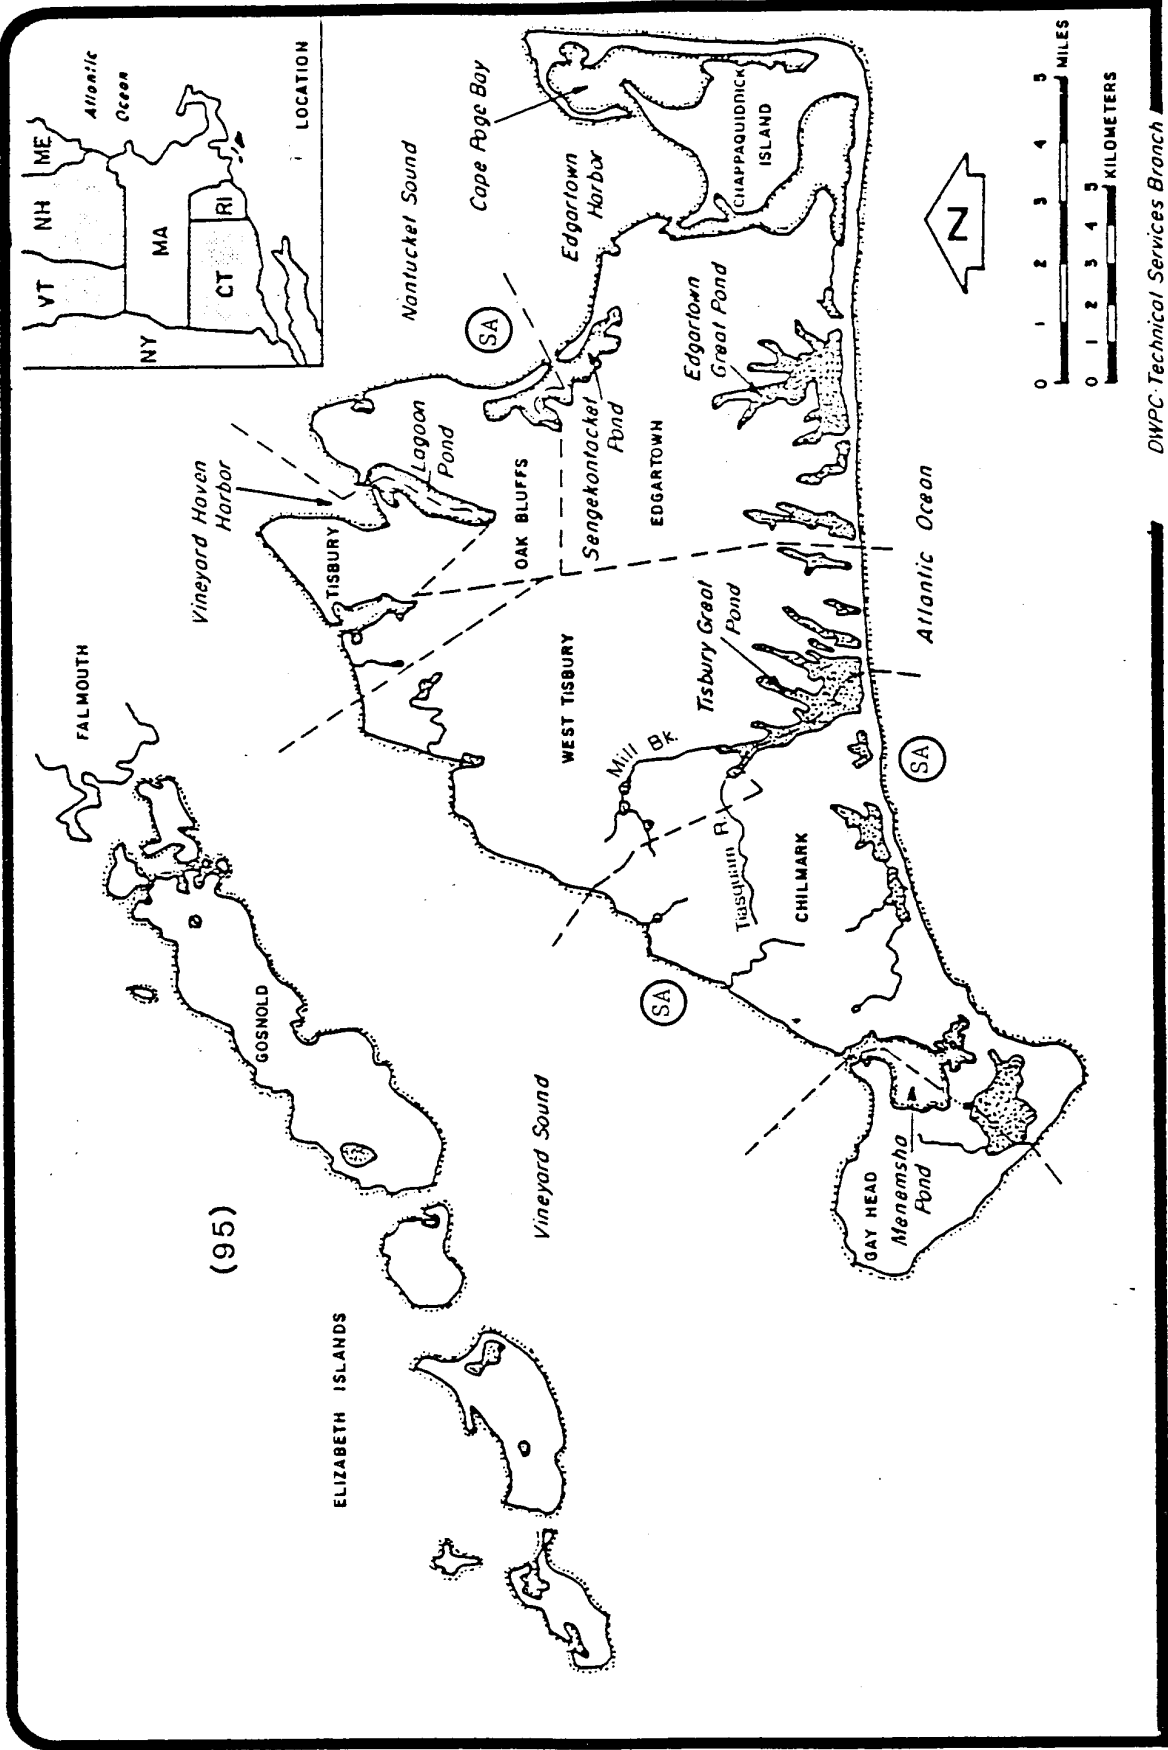 VT
NH
ME
Atlantic
Ocean
NY
MA
CT
RI
LOCATION
FALMOUTH
Vineyard Haven
Harbor
Nantucket Sound
Cape Poge Bay
(95)
GOSNOLD
TISBURY
Lagoon
Pond
SA
Edgartown
Harbor
ELIZABETH ISLANDS
Vineyard Sound
OAK BLUFFS
Sengekontacket
Pond
CHAPPAQUIDDICK
ISLAND
WEST TISBURY
EDGARTOWN
Edgartown
Great Pond
Mill Bk.
Tisbury Great
Pond
SA
Tiasquam R.
CHILMARK
GAY HEAD
Menemsha
Pond
SA
Atlantic Ocean
N
0 1 2 3 4 5 MILES
0 1 2 3 4 5 KILOMETERS
DWPC·Technical Services Branch